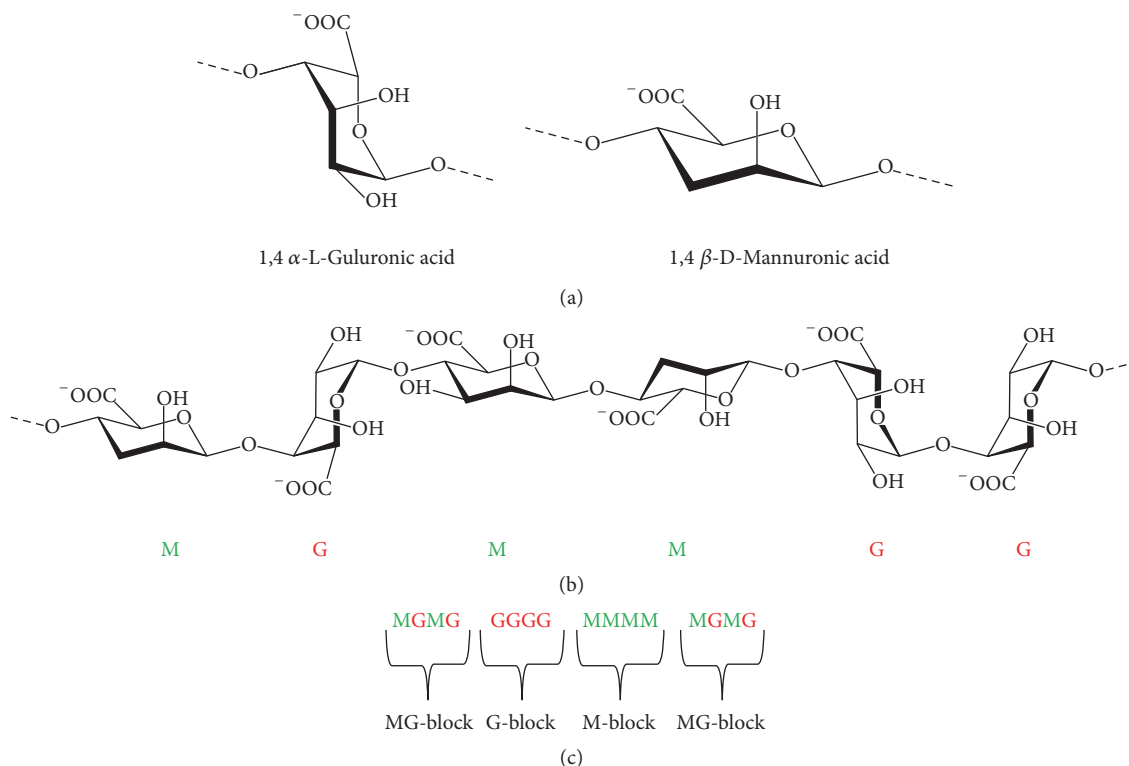 ⁻OOC
O
OH
O
O
OH
1,4 α-L-Guluronic acid
⁻OOC
OH
O
O
O
1,4 β-D-Mannuronic acid
(a)
O
⁻OOC
OH
O
O
OH
O
OH
⁻OOC
O
⁻OOC
OH
O
HO
O
⁻OOC
OH
O
O
⁻OOC
OH
O
OH
O
OH
O
OH
⁻OOC
O
M G M M G G
(b)
MGMG GGGG MMMM MGMG
MG-block G-block M-block MG-block
(c)